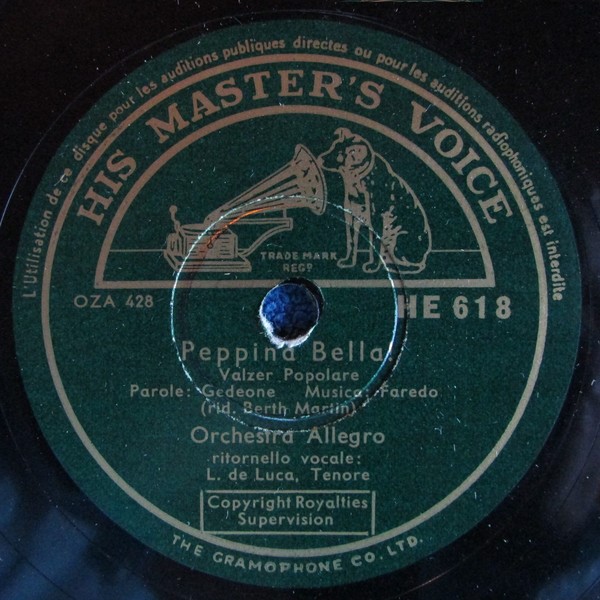 L'Utilisation de ce disque pour les auditions publiques directes ou pour les auditions radiophoniques est interdite
HIS MASTER'S VOICE
TRADE MARK
REGD
OZA 428
HE 618
Peppina Bella
Valzer Popolare
Parole: Gedeone Musica: Faredo
(rid. Berth Martin)
Orchestra Allegro
ritornello vocale:
L. de Luca, Tenore
Copyright Royalties
Supervision
THE GRAMOPHONE CO. LTD.